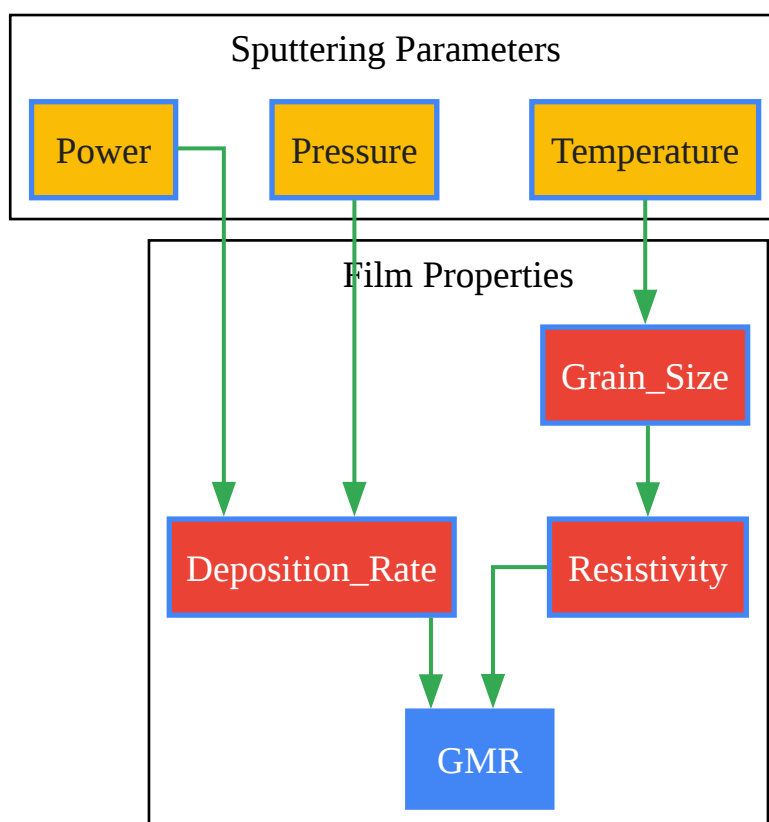 Sputtering Parameters
Power
Pressure
Temperature
Film Properties
Grain_Size
Deposition_Rate
Resistivity
GMR